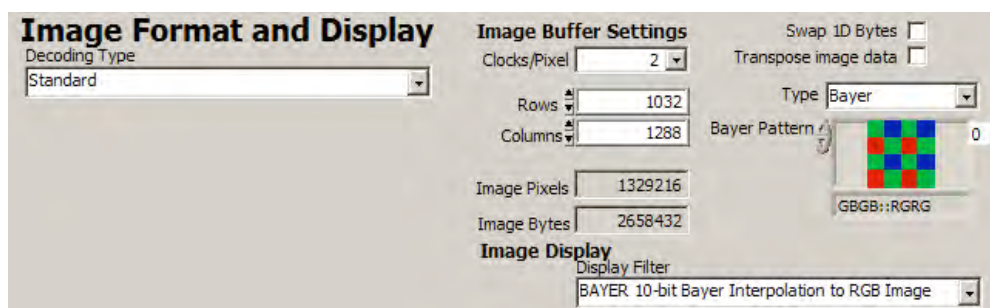 Image Format and Display
Decoding Type
Standard
Image Buffer Settings
Clocks/Pixel 2
Rows 1032
Columns 1288
Image Pixels 1329216
Image Bytes 2658432
Swap 1D Bytes
Transpose image data
Type Bayer
Bayer Pattern 0
GBGB::RGRG
Image Display
Display Filter
BAYER 10-bit Bayer Interpolation to RGB Image